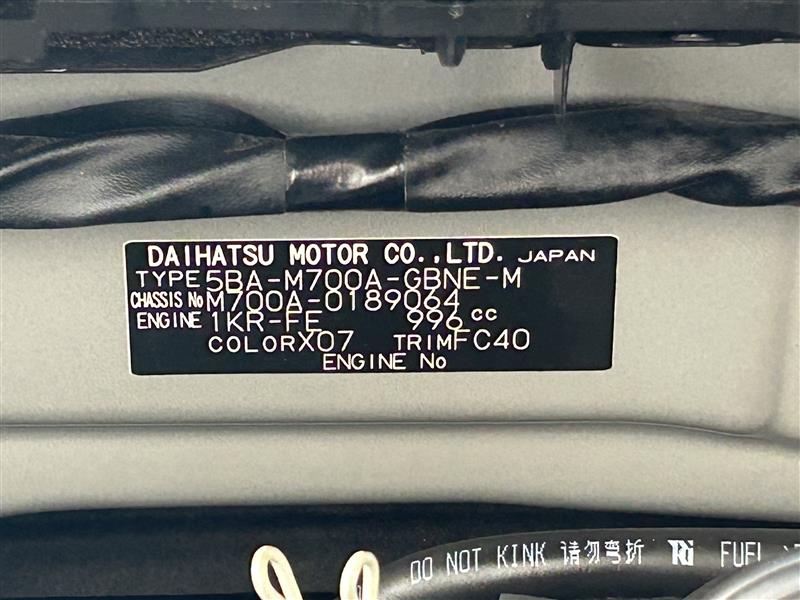 DAIHATSU MOTOR CO.,LTD. JAPAN
TYPE 5BA-M700A-GBNE-M
CHASSIS No M700A-0189064
ENGINE 1KR-FE 996 cc
COLOR X07 TRIM FC40
ENGINE No
DO NOT KINK 请勿弯折 FUEL